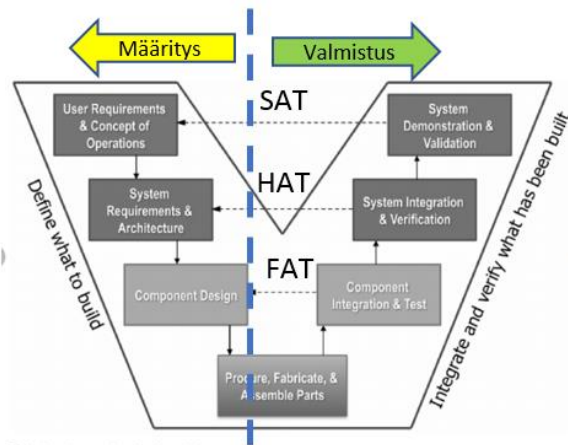 Määritys
Valmistus
SAT
User Requirements
& Concept of
Operations
System
Demonstration &
Validation
HAT
System
Requirements &
Architecture
System Integration
& Verification
FAT
Component Design
Component
Integration & Test
Procure, Fabricate, &
Assemble Parts
Define what to build
Integrate and verify what has been built